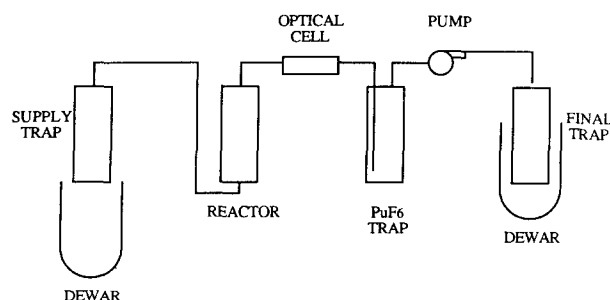 OPTICAL
CELL
PUMP
SUPPLY
TRAP
FINAL
TRAP
REACTOR
PuF6
TRAP
DEWAR
DEWAR